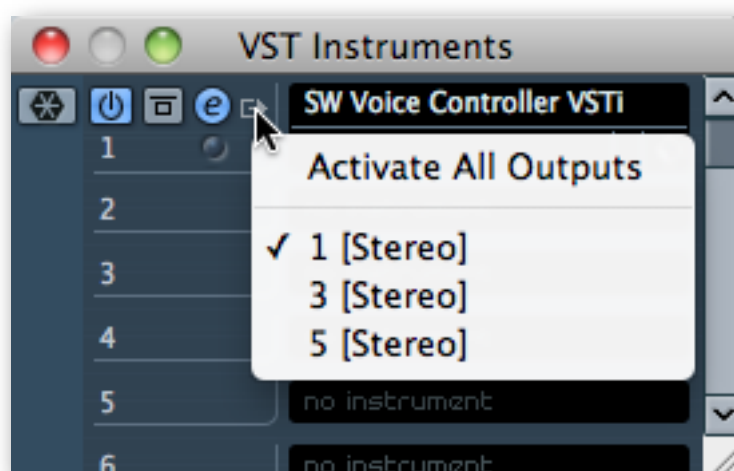 VST Instruments
e SW Voice Controller VSTi
1
Activate All Outputs
2
✓ 1 [Stereo]
3
3 [Stereo]
4
5 [Stereo]
5 no instrument
6 no instrument